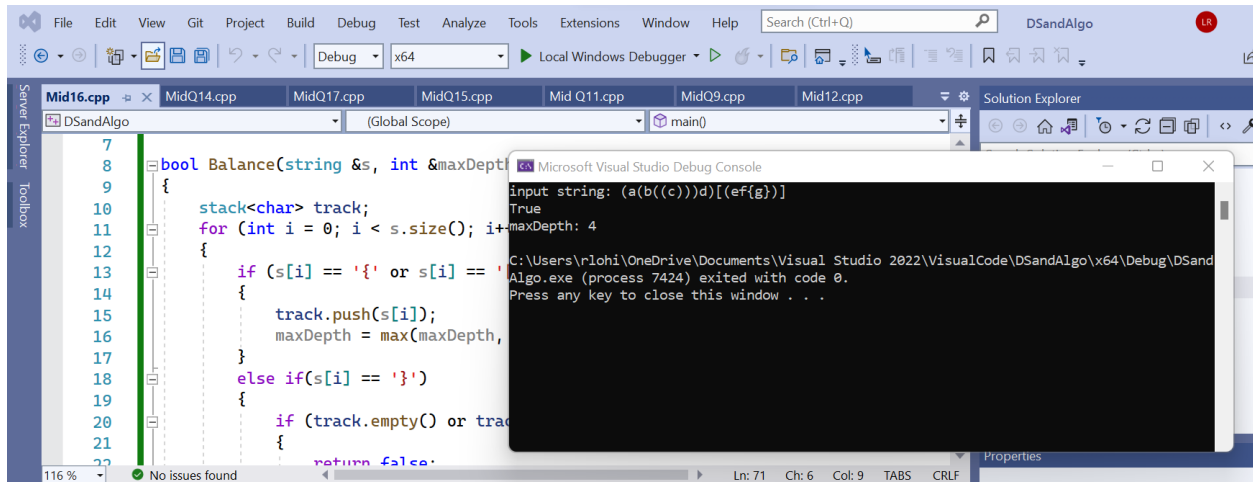 File Edit View Git Project Build Debug Test Analyze Tools Extensions Window Help Search (Ctrl+Q) DSandAlgo LR
Debug x64 Local Windows Debugger
Server Explorer
Toolbox
Mid16.cpp MidQ14.cpp MidQ17.cpp MidQ15.cpp Mid Q11.cpp MidQ9.cpp Mid12.cpp
Solution Explorer
DSandAlgo (Global Scope) main()
7
8 bool Balance(string &s, int &maxDept
9 {
10 stack<char> track;
11 for (int i = 0; i < s.size(); i+
12 {
13 if (s[i] == '{' or s[i] == '
14 {
15 track.push(s[i]);
16 maxDepth = max(maxDepth,
17 }
18 else if(s[i] == '}')
19 {
20 if (track.empty() or trac
21 {
22 return false;
Microsoft Visual Studio Debug Console
input string: (a(b((c)))d)[(ef{g})]
True
maxDepth: 4
C:\Users\rlohi\OneDrive\Documents\Visual Studio 2022\VisualCode\DSandAlgo\x64\Debug\DSand
Algo.exe (process 7424) exited with code 0.
Press any key to close this window . . .
Properties
116 % No issues found Ln: 71 Ch: 6 Col: 9 TABS CRLF